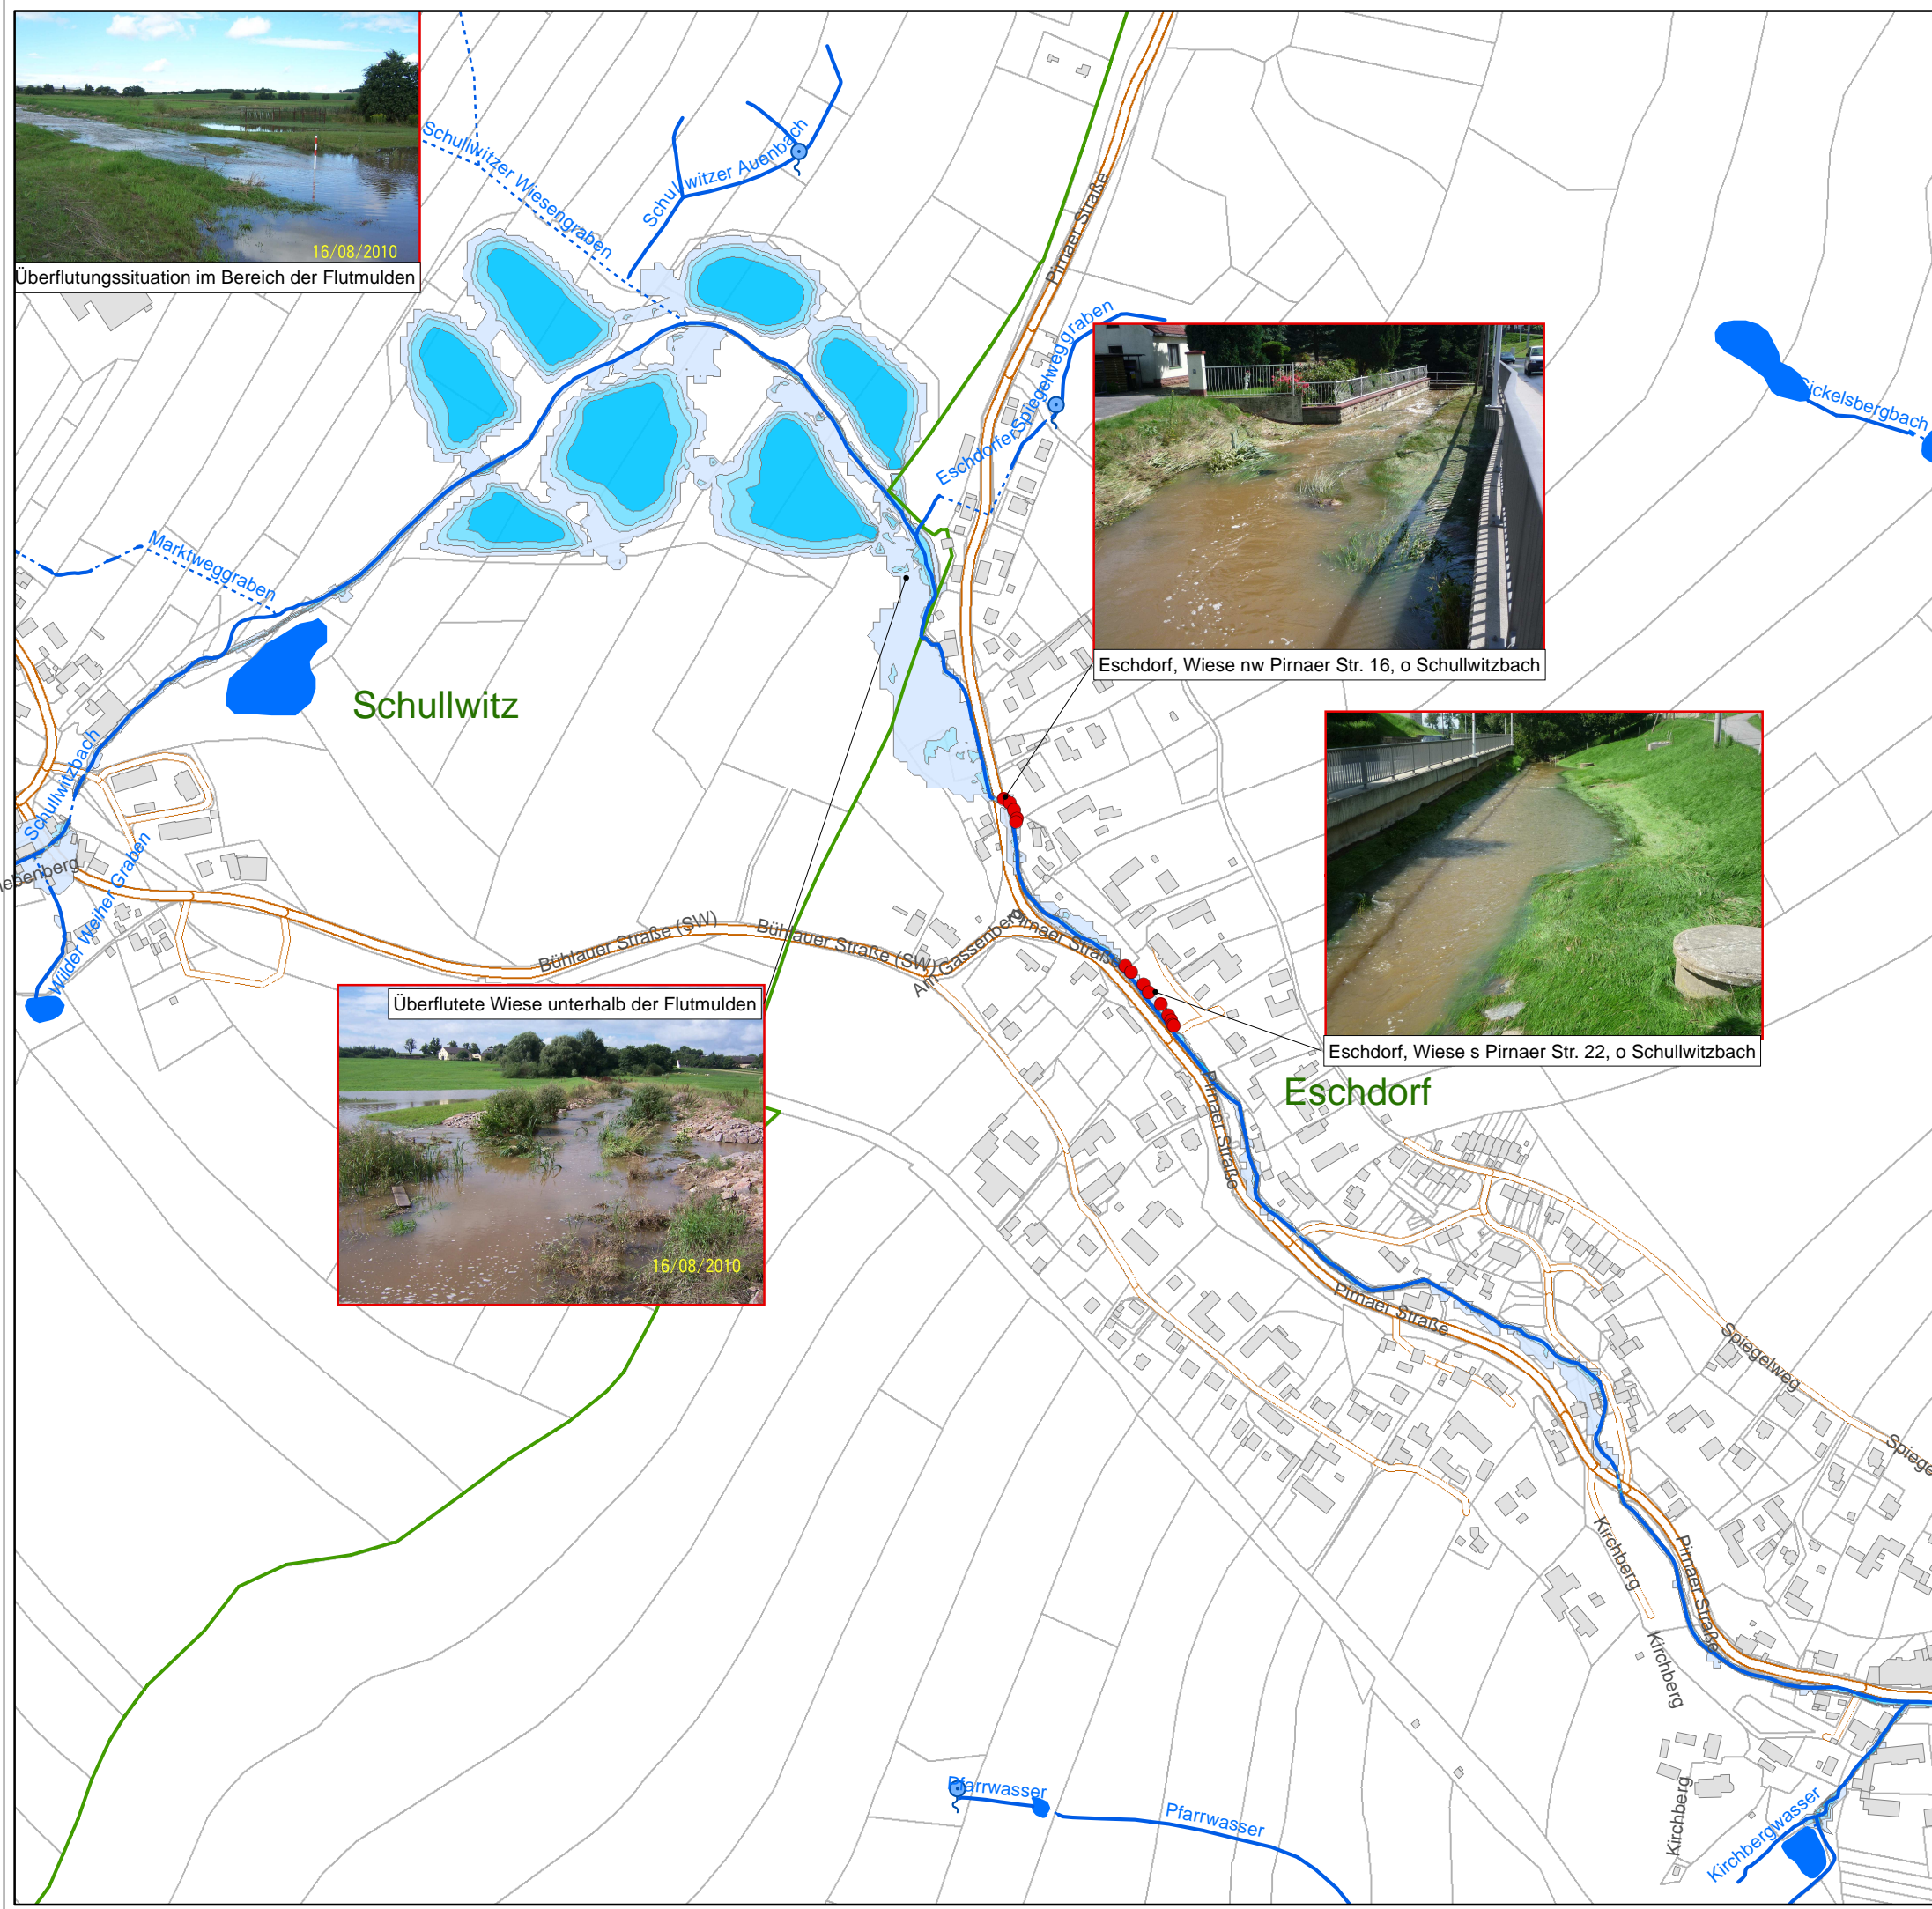 16/08/2010
Überflutungssituation im Bereich der Flutmulden
Schullwitzer Wiesengraben
Schullwitzer Auenbach
Pirnaer Straße
Eschdorfer Spiegelweggraben
Eschdorf, Wiese nw Pirnaer Str. 16, o Schullwitzbach
Marktweggraben
Schullwitz
Schullwitzbach
Wilder Weiher Graben
Bühlauer Straße (SW)
Bühlauer Straße (SW)
Am Gassenberg
Pirnaer Straße
Eschdorf, Wiese s Pirnaer Str. 22, o Schullwitzbach
Eschdorf
Überflutete Wiese unterhalb der Flutmulden
16/08/2010
Pirnaer Straße
Pirnaer Straße
Spiegelweg
Kirchberg
Pirnaer Straße
Kirchberg
Kirchberg
Pfarrwasser
Pfarrwasser
Kirchbergwasser